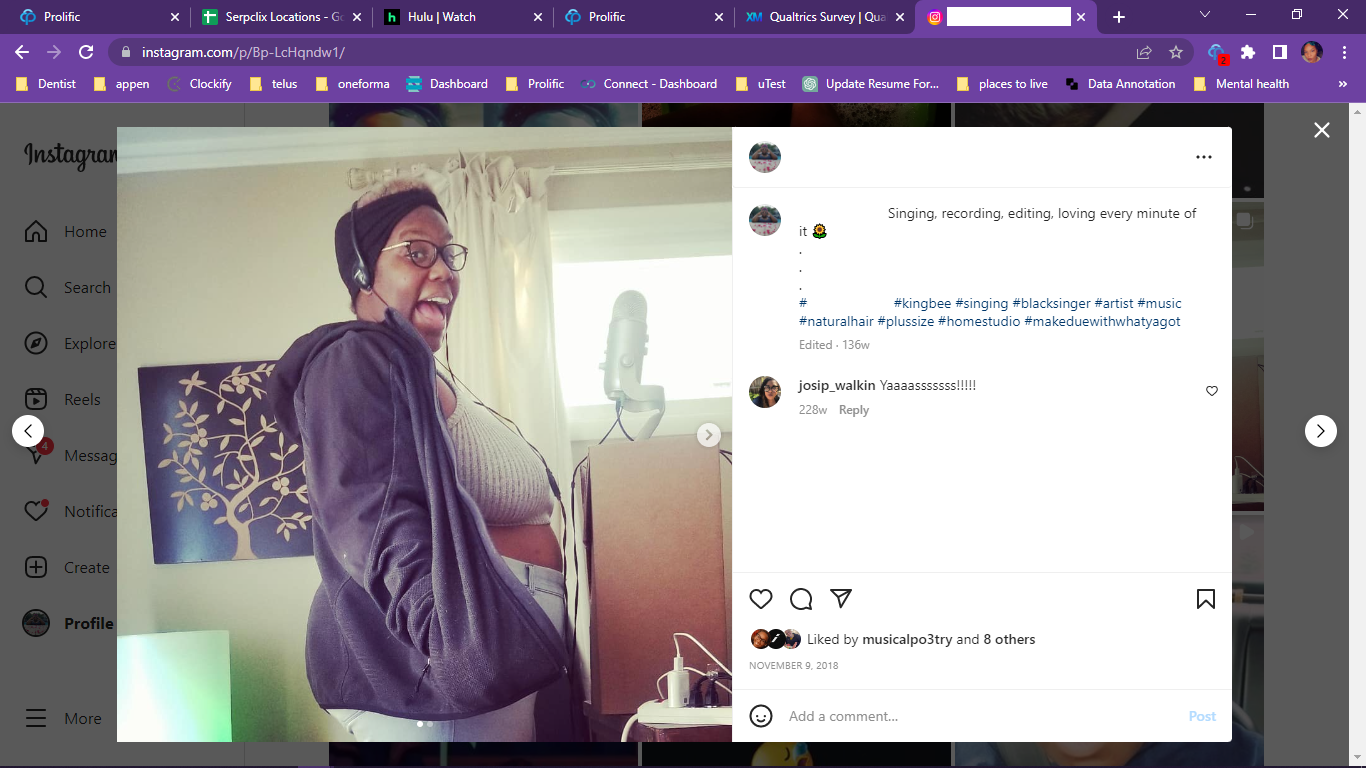 Prolific
Serpclix Locations - Go
Hulu | Watch
Prolific
Qualtrics Survey | Qua
instagram.com/p/Bp-LcHqndw1/
2
Dentist
appen
Clockify
telus
oneforma
Dashboard
Prolific
Connect - Dashboard
uTest
Update Resume For...
places to live
Data Annotation
Mental health
»
Instagram
Home
Search
Explore
Reels
4
Messag
Notifica
Create
Profile
More
Singing, recording, editing, loving every minute of
it 🌻
.
.
.
# #kingbee #singing #blacksinger #artist #music
#naturalhair #plussize #homestudio #makeduewithwhatyagot
Edited · 136w
josip_walkin Yaaaasssssss!!!!!
228w Reply
Liked by musicalpo3try and 8 others
NOVEMBER 9, 2018
Add a comment...
Post